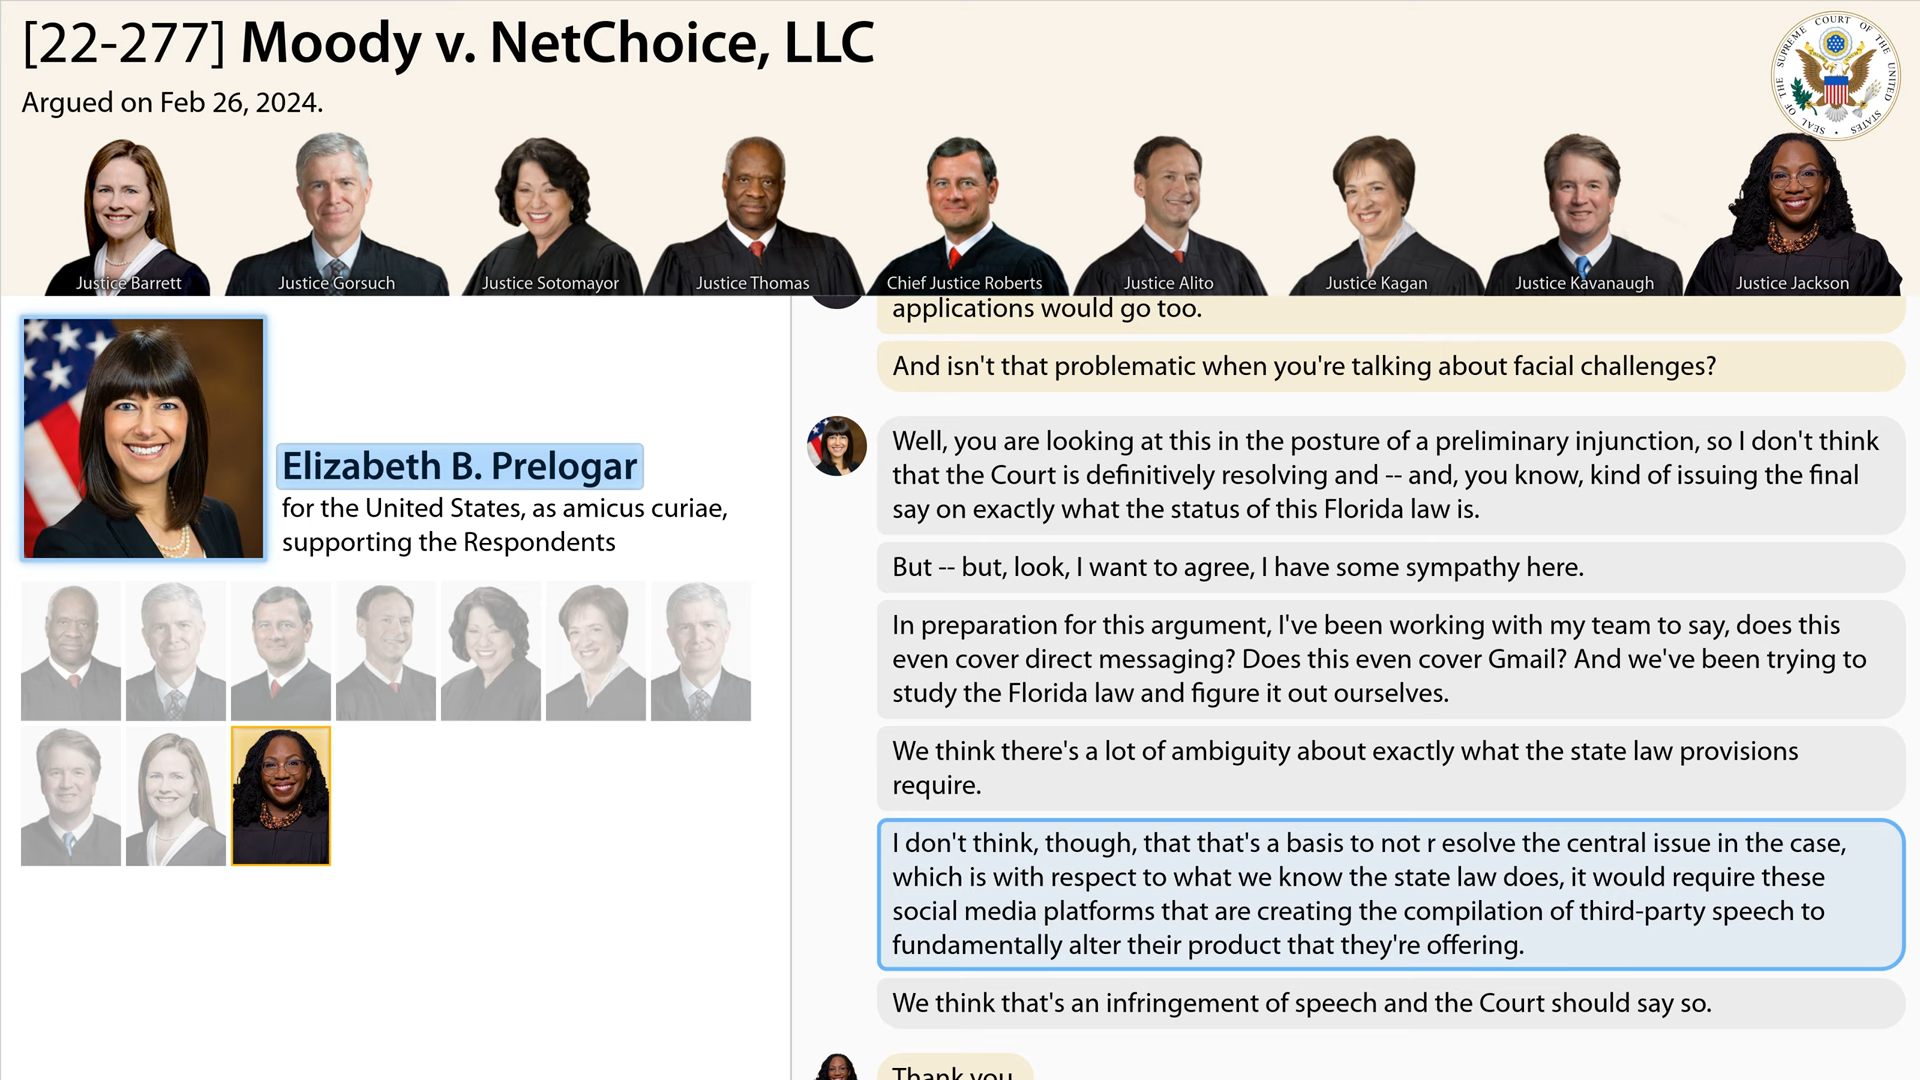 [22-277] Moody v. NetChoice, LLC
Argued on Feb 26, 2024.
SEAL OF THE SUPREME COURT OF THE UNITED STATES
Justice Barrett
Justice Gorsuch
Justice Sotomayor
Justice Thomas
Chief Justice Roberts
Justice Alito
Justice Kagan
Justice Kavanaugh
Justice Jackson
Elizabeth B. Prelogar
for the United States, as amicus curiae,
supporting the Respondents
applications would go too.
And isn't that problematic when you're talking about facial challenges?
Well, you are looking at this in the posture of a preliminary injunction, so I don't think
that the Court is definitively resolving and -- and, you know, kind of issuing the final
say on exactly what the status of this Florida law is.
But -- but, look, I want to agree, I have some sympathy here.
In preparation for this argument, I've been working with my team to say, does this
even cover direct messaging? Does this even cover Gmail? And we've been trying to
study the Florida law and figure it out ourselves.
We think there's a lot of ambiguity about exactly what the state law provisions
require.
I don't think, though, that that's a basis to not r esolve the central issue in the case,
which is with respect to what we know the state law does, it would require these
social media platforms that are creating the compilation of third-party speech to
fundamentally alter their product that they're offering.
We think that's an infringement of speech and the Court should say so.
Thank you